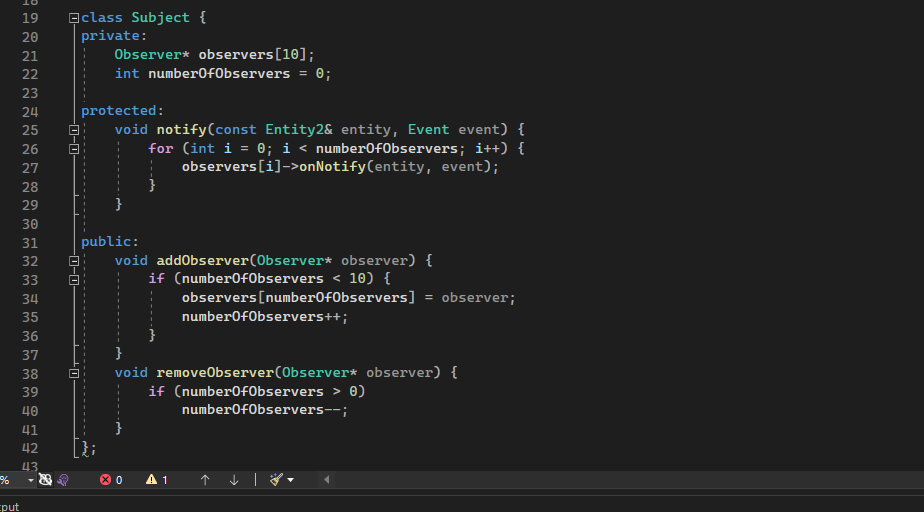 18
19 class Subject {
20 private:
21     Observer* observers[10];
22     int numberOfObservers = 0;
23
24 protected:
25     void notify(const Entity2& entity, Event event) {
26         for (int i = 0; i < numberOfObservers; i++) {
27             observers[i]->onNotify(entity, event);
28         }
29     }
30
31 public:
32     void addObserver(Observer* observer) {
33         if (numberOfObservers < 10) {
34             observers[numberOfObservers] = observer;
35             numberOfObservers++;
36         }
37     }
38     void removeObserver(Observer* observer) {
39         if (numberOfObservers > 0)
40             numberOfObservers--;
41     }
42 };
43
% 0 1
put